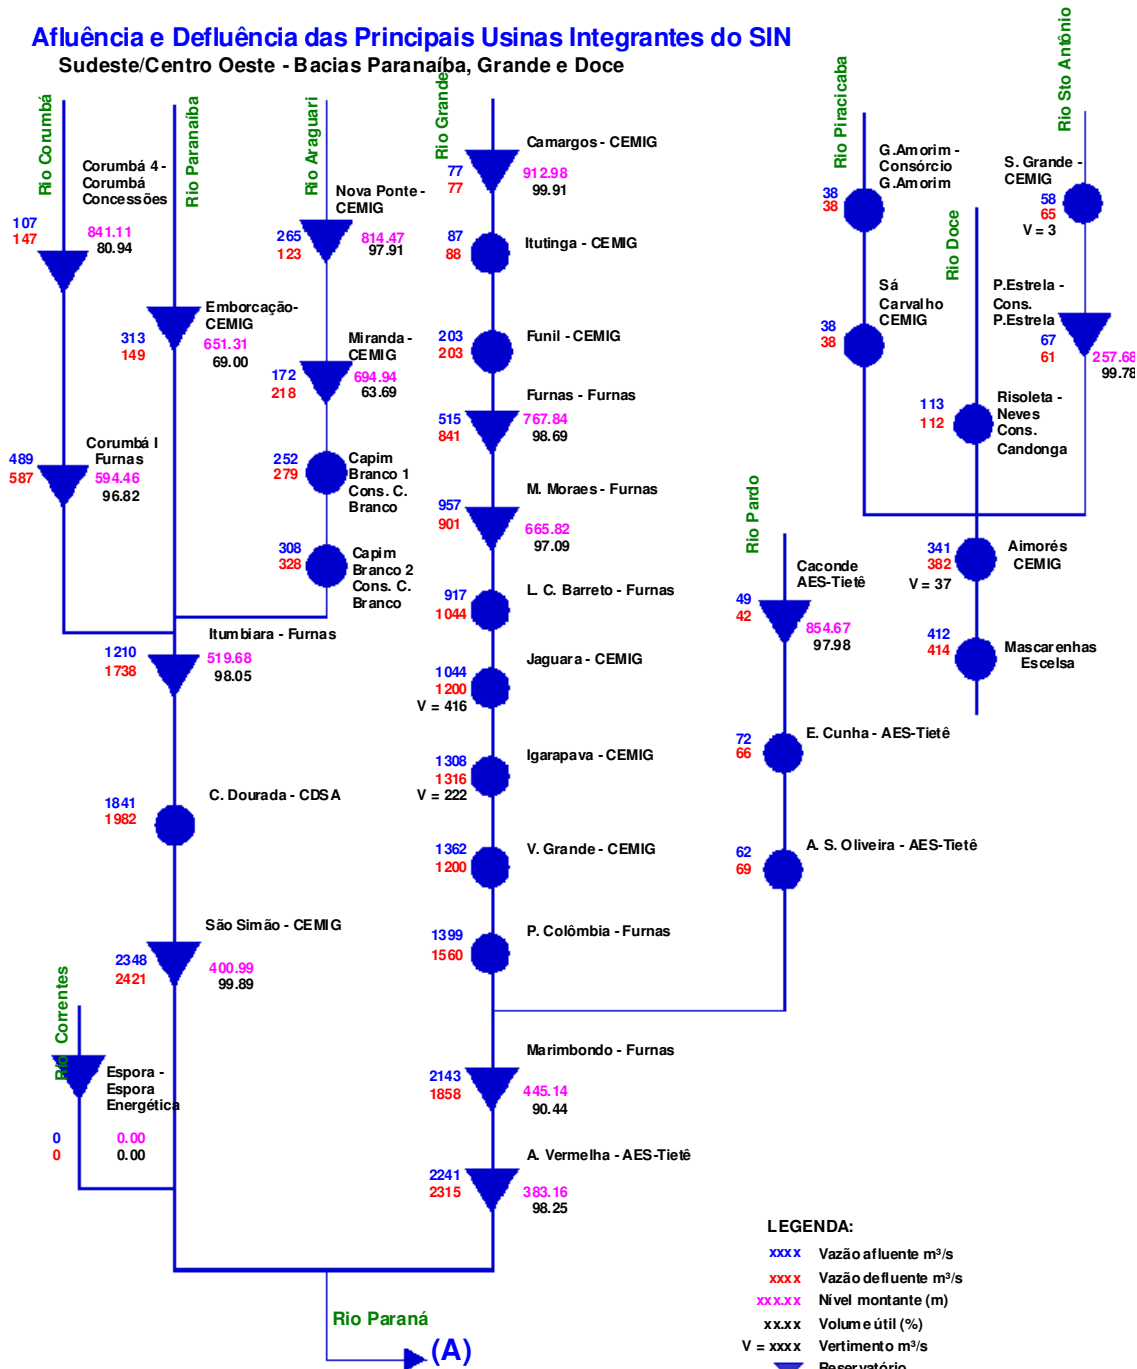 Afluência e Defluência das Principais Usinas Integrantes do SIN
Sudeste/Centro Oeste - Bacias Paranaíba, Grande e Doce
Rio Corumbá
Corumbá 4 -
Corumbá
Concessões
107
147
841.11
80.94
Corumbá I
Furnas
489
587
594.46
96.82
Rio Paranaíba
Emborcação-
CEMIG
313
149
651.31
69.00
Rio Araguari
Nova Ponte -
CEMIG
265
123
814.47
97.91
Miranda -
CEMIG
172
218
694.94
63.69
252
279
Capim
Branco 1
Cons. C.
Branco
308
328
Capim
Branco 2
Cons. C.
Branco
Itumbiara - Furnas
1210
1738
519.68
98.05
C. Dourada - CDSA
1841
1982
São Simão - CEMIG
2348
2421
400.99
99.89
Rio Correntes
Espora -
Espora
Energética
0
0
0.00
0.00
Rio Grande
Camargos - CEMIG
77
77
912.98
99.91
Itutinga - CEMIG
87
88
Funil - CEMIG
203
203
Furnas - Furnas
515
841
767.84
98.69
M. Moraes - Furnas
957
901
665.82
97.09
L. C. Barreto - Furnas
917
1044
Jaguara - CEMIG
1044
1200
V = 416
Igarapava - CEMIG
1308
1316
V = 222
V. Grande - CEMIG
1362
1200
P. Colômbia - Furnas
1399
1560
Marimbondo - Furnas
2143
1858
445.14
90.44
A. Vermelha - AES-Tietê
2241
2315
383.16
98.25
Rio Pardo
Caconde
AES-Tietê
49
42
854.67
97.98
E. Cunha - AES-Tietê
72
66
A. S. Oliveira - AES-Tietê
62
69
Rio Piracicaba
G.Amorim -
Consórcio
G.Amorim
38
38
Sá
Carvalho
CEMIG
38
38
Rio Doce
Risoleta -
Neves
Cons.
Candonga
113
112
Rio Sto Antônio
S. Grande -
CEMIG
58
65
V = 3
P.Estrela -
Cons.
P.Estrela
67
61
257.68
99.78
Aimorés
CEMIG
341
382
V = 37
Mascarenhas
Escelsa
412
414
Rio Paraná
(A)
LEGENDA:
xxxx Vazão afluente m³/s
xxxx Vazão defluente m³/s
xxx.xx Nível montante (m)
xx.xx Volume útil (%)
V = xxxx Vertimento m³/s
Reservatório